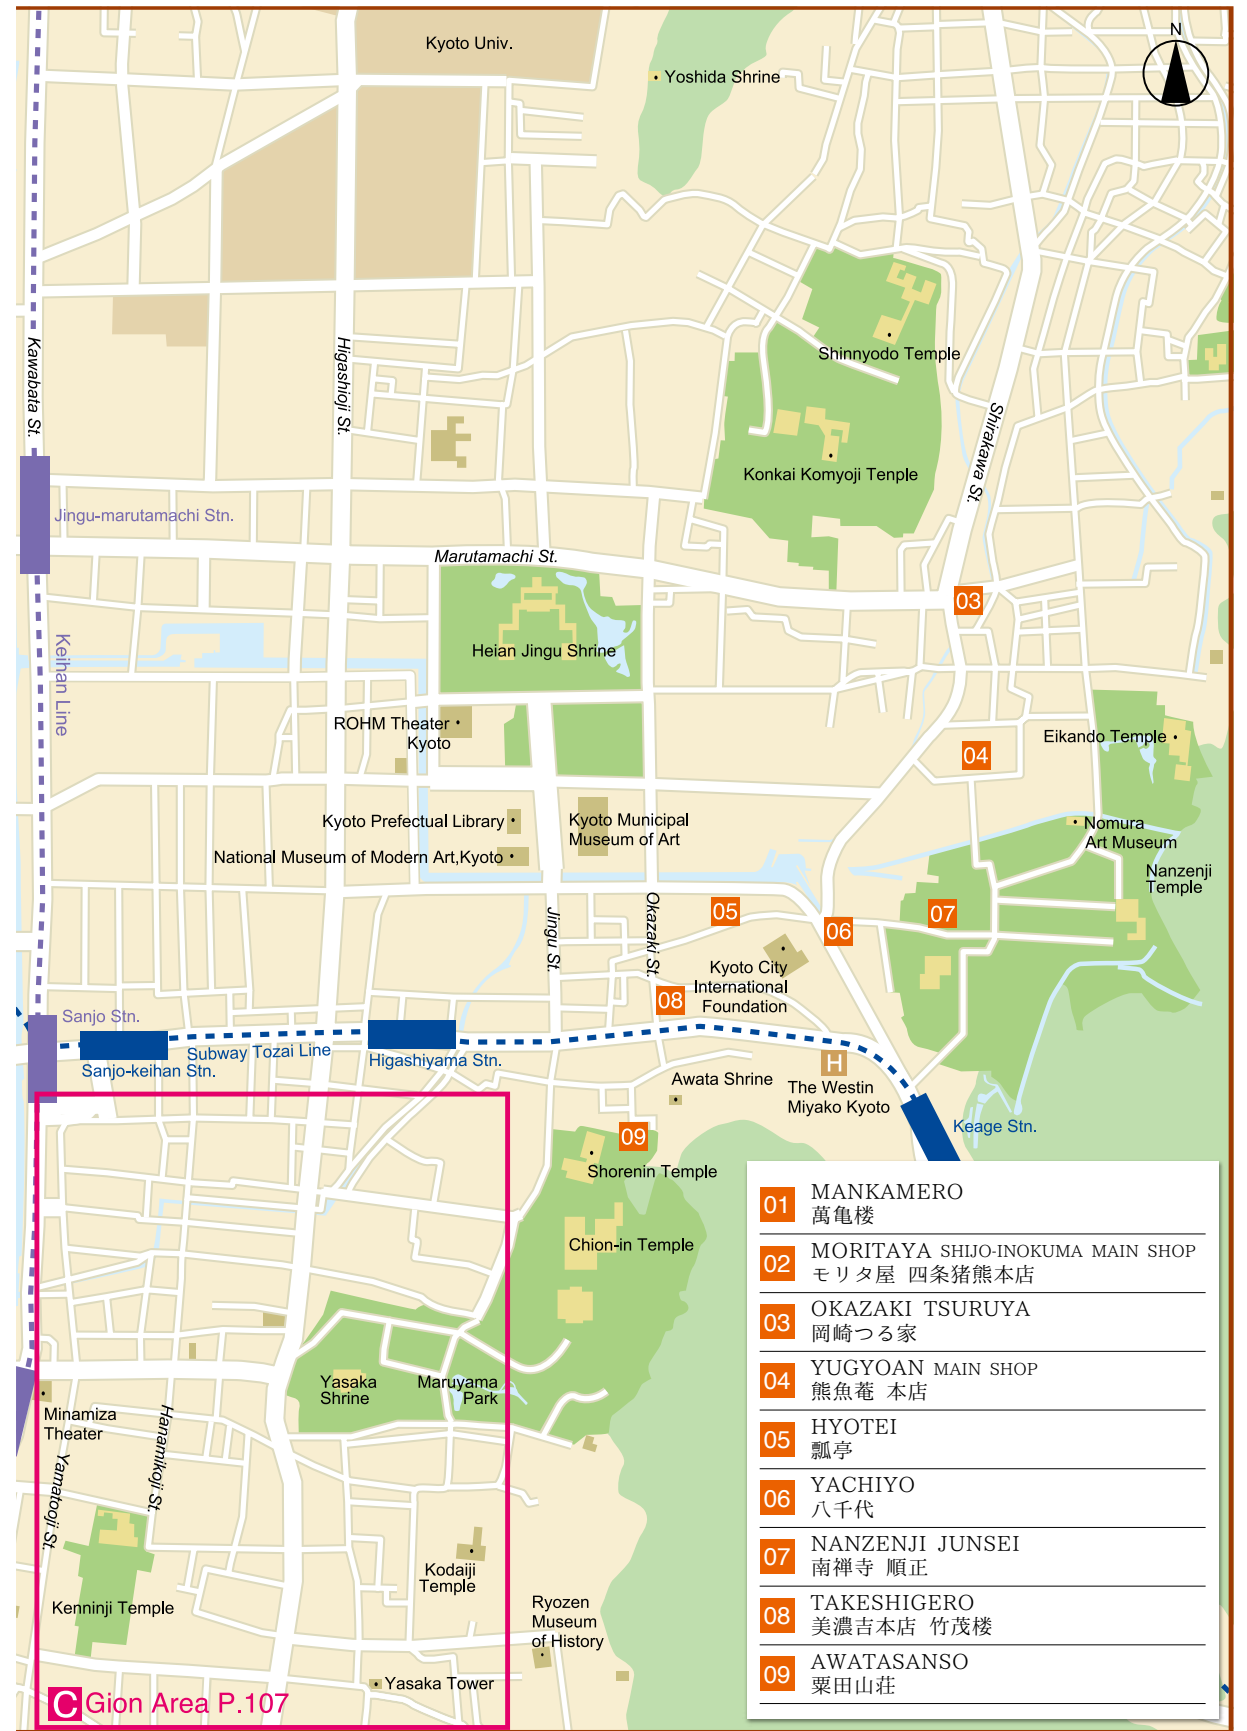 N
Kyoto Univ.
Yoshida Shrine
Kawabata St.
Higashioji St.
Shinnyodo Temple
Shirakawa St.
Konkai Komyoji Tenple
Jingu-marutamachi Stn.
Marutamachi St.
03
Keihan Line
Heian Jingu Shrine
ROHM Theater
Kyoto
Eikando Temple
04
Kyoto Prefectual Library
Kyoto Municipal
Museum of Art
Nomura
Art Museum
National Museum of Modern Art,Kyoto
Nanzenji
Temple
Okazaki St.
Jingu St.
05
06
07
Kyoto City
International
Foundation
08
Sanjo Stn.
Subway Tozai Line
Sanjo-keihan Stn.
Higashiyama Stn.
H
The Westin
Miyako Kyoto
Awata Shrine
Keage Stn.
09
Shorenin Temple
Chion-in Temple
Yasaka
Shrine
Maruyama
Park
Minamiza
Theater
Hanamikoji St.
Yamatooji St.
Kodaiji
Temple
Kenninji Temple
Ryozen
Museum
of History
Yasaka Tower
C Gion Area P.107
01 MANKAMERO
萬亀楼
02 MORITAYA SHIJO-INOKUMA MAIN SHOP
モリタ屋 四条猪熊本店
03 OKAZAKI TSURUYA
岡崎つる家
04 YUGYOAN MAIN SHOP
熊魚菴 本店
05 HYOTEI
瓢亭
06 YACHIYO
八千代
07 NANZENJI JUNSEI
南禅寺 順正
08 TAKESHIGERO
美濃吉本店 竹茂楼
09 AWATASANSO
粟田山荘